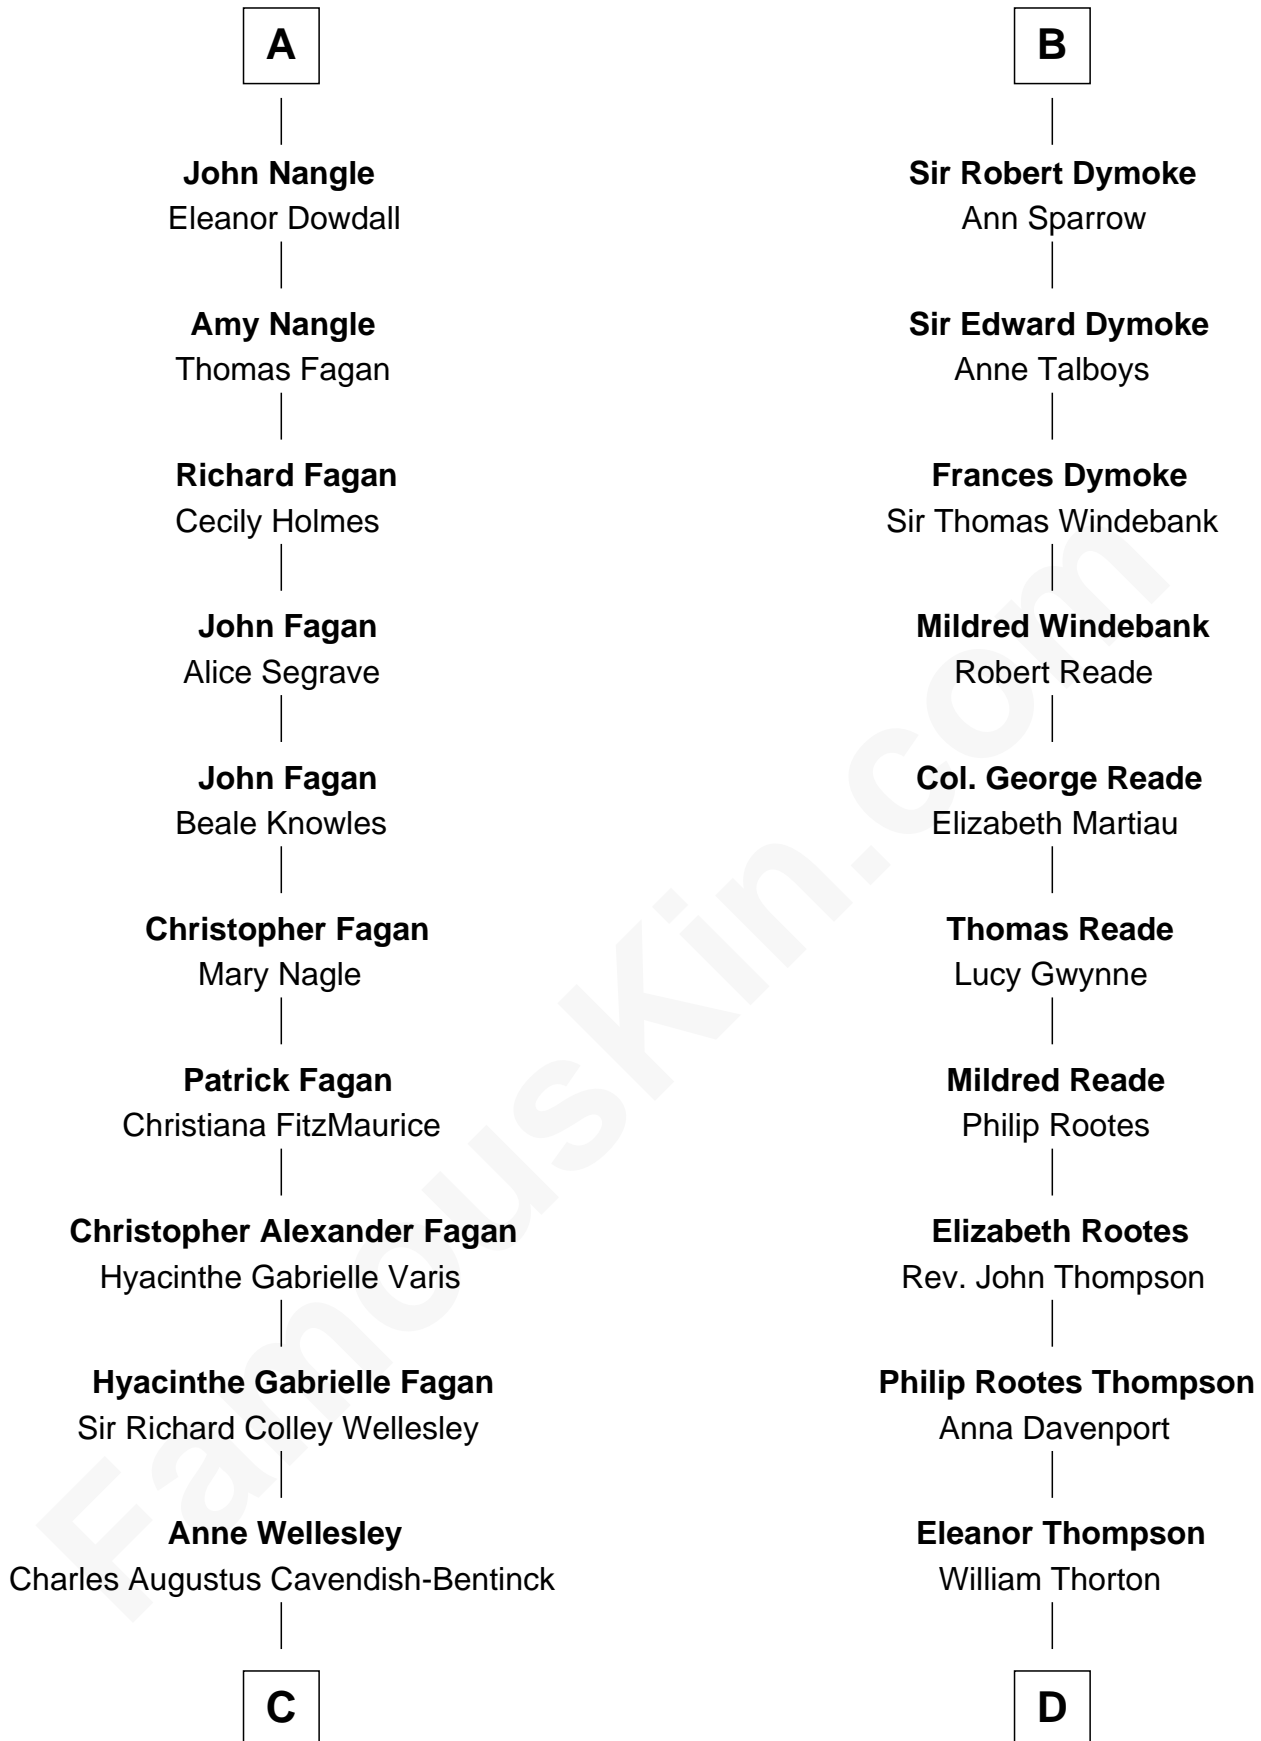 A
John Nangle
Eleanor Dowdall
Amy Nangle
Thomas Fagan
Richard Fagan
Cecily Holmes
John Fagan
Alice Segrave
John Fagan
Beale Knowles
Christopher Fagan
Mary Nagle
Patrick Fagan
Christiana FitzMaurice
Christopher Alexander Fagan
Hyacinthe Gabrielle Varis
Hyacinthe Gabrielle Fagan
Sir Richard Colley Wellesley
Anne Wellesley
Charles Augustus Cavendish-Bentinck
C
B
Sir Robert Dymoke
Ann Sparrow
Sir Edward Dymoke
Anne Talboys
Frances Dymoke
Sir Thomas Windebank
Mildred Windebank
Robert Reade
Col. George Reade
Elizabeth Martiau
Thomas Reade
Lucy Gwynne
Mildred Reade
Philip Rootes
Elizabeth Rootes
Rev. John Thompson
Philip Rootes Thompson
Anna Davenport
Eleanor Thompson
William Thorton
D
FamousKin.com